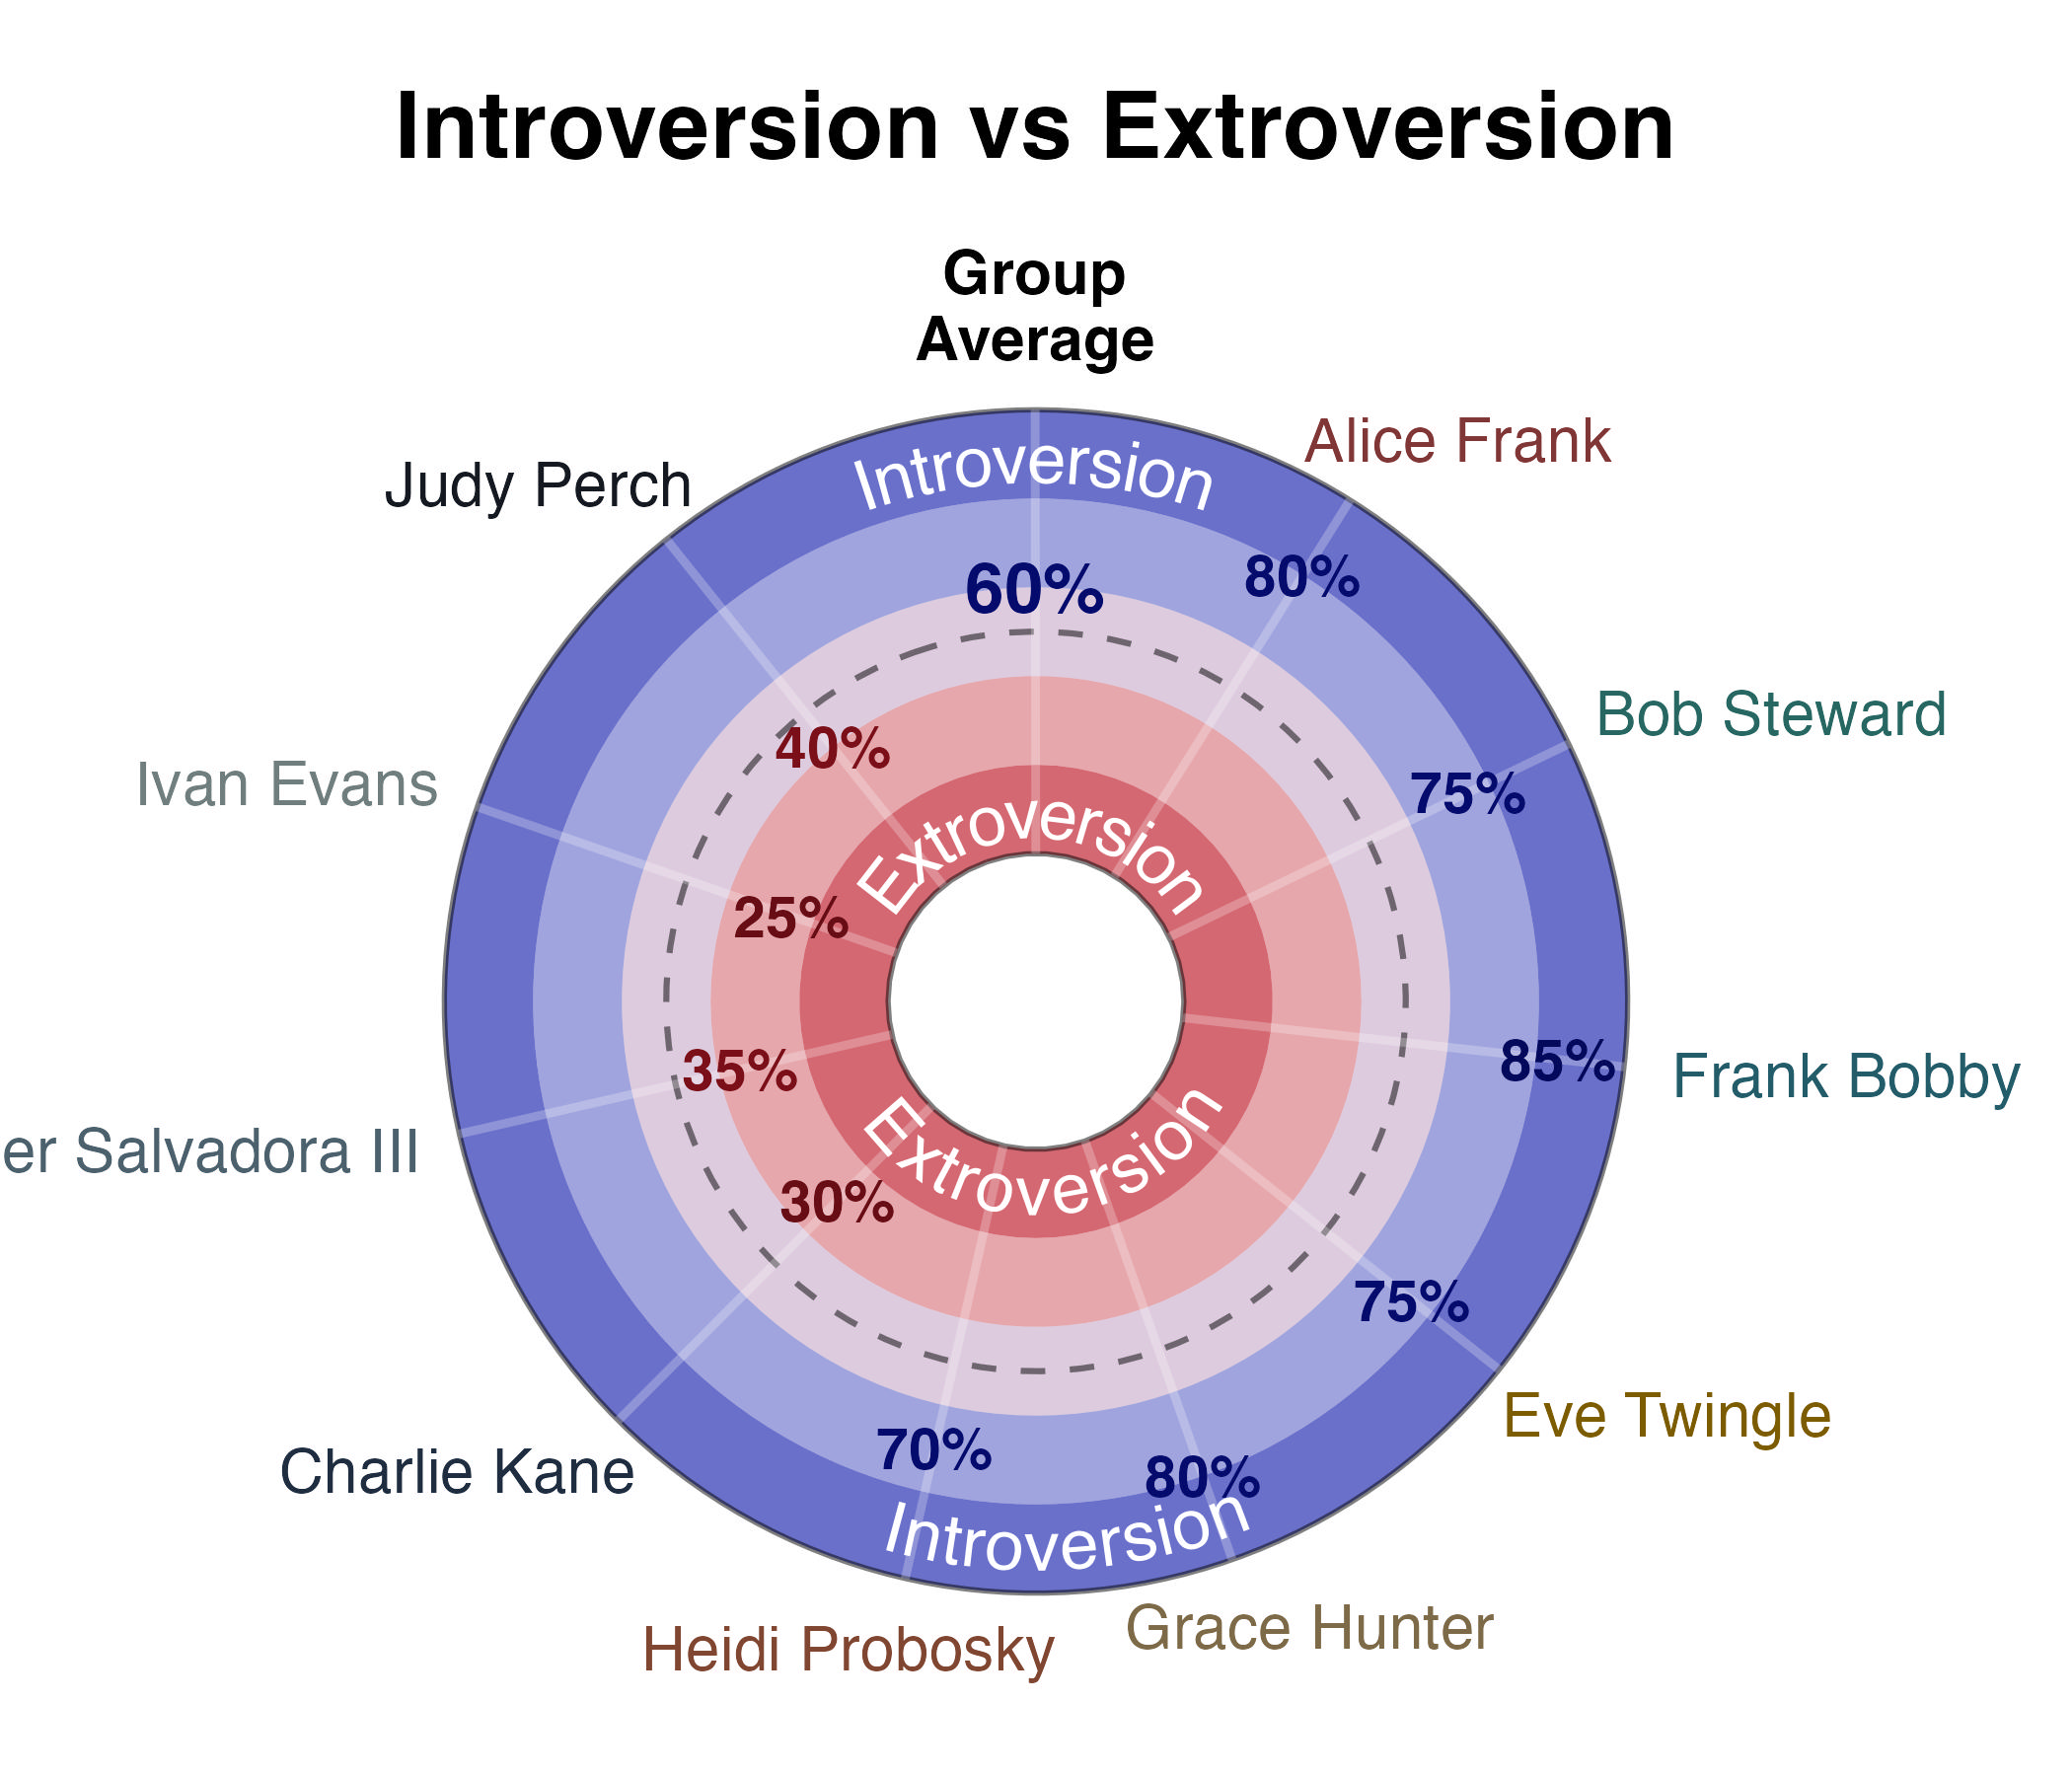 Introversion vs Extroversion
Group
Average
Alice Frank
Judy Perch
Introversion
80%
60%
Bob Steward
40%
75%
Ivan Evans
Extroversion
25%
85%
Frank Bobby
35%
er Salvadora III
Extroversion
30%
75%
Eve Twingle
Charlie Kane
70%
80%
Introversion
Grace Hunter
Heidi Probosky